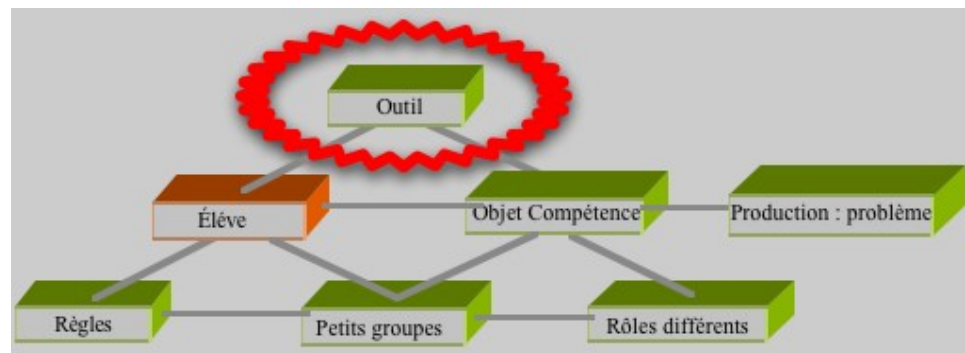 Outil
Éléve
Objet Compétence
Production : problème
Règles
Petits groupes
Rôles différents